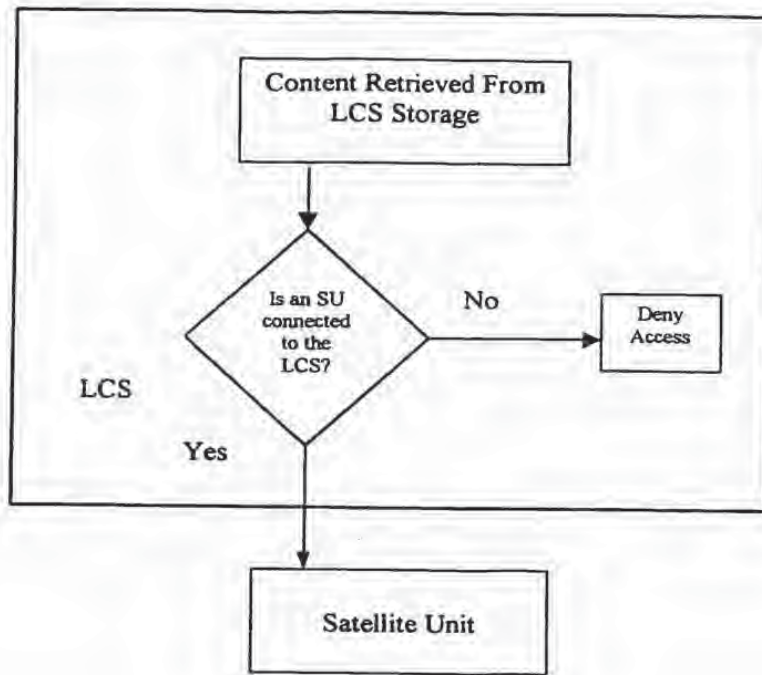 Content Retrieved From
LCS Storage
Is an SU
connected
to the
LCS?
No
Deny
Access
LCS
Yes
Satellite Unit